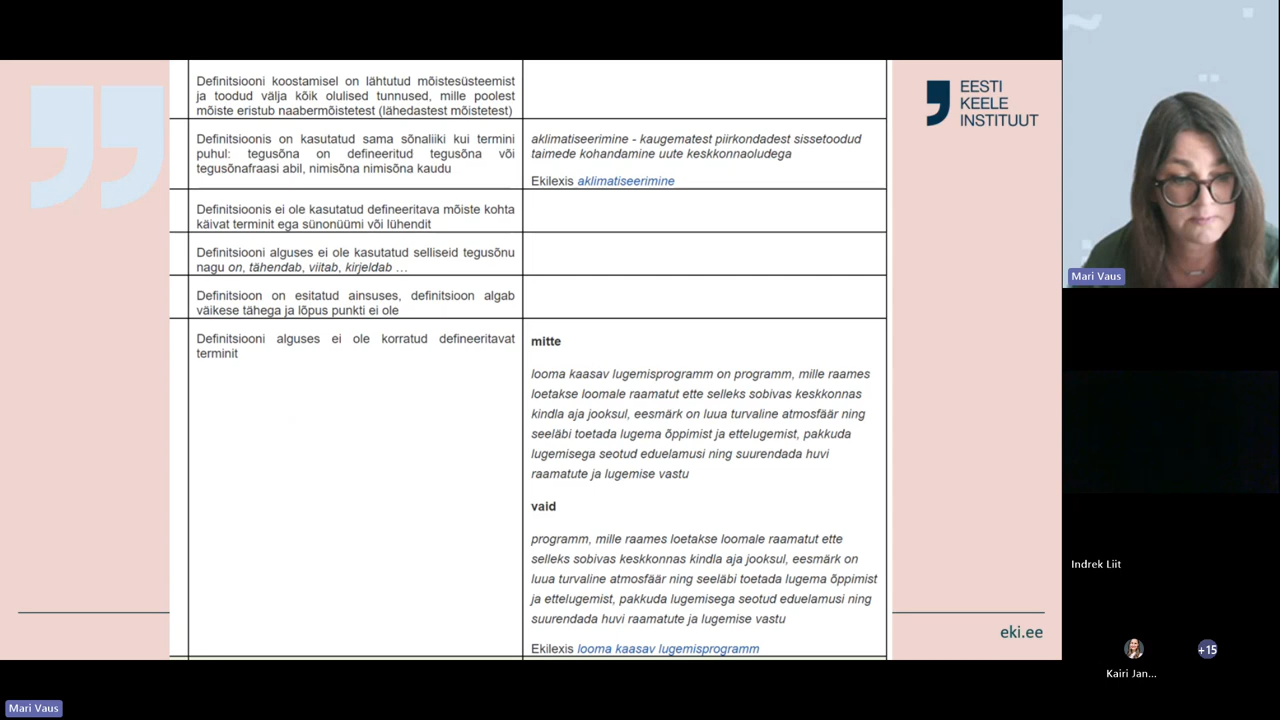 Definitsiooni koostamisel on lähtutud mõistesüsteemist
ja toodud välja kõik olulised tunnused, mille poolest
mõiste eristub naabermõistetest (lähedastest mõistetest)
Definitsioonis on kasutatud sama sõnaliiki kui termini
puhul: tegusõna on defineeritud tegusõna või
tegusõnafraasi abil, nimisõna nimisõna kaudu
aklimatiseerimine - kaugematest piirkondadest sissetoodud
taimede kohandamine uute keskkonnaoludega
Ekilexis aklimatiseerimine
Definitsioonis ei ole kasutatud defineeritava mõiste kohta
käivat terminit ega sünonüümi või lühendit
Definitsiooni alguses ei ole kasutatud selliseid tegusõnu
nagu on, tähendab, viitab, kirjeldab …
Definitsioon on esitatud ainsuses, definitsioon algab
väikese tähega ja lõpus punkti ei ole
Definitsiooni alguses ei ole korratud defineeritavat
terminit
mitte
looma kaasav lugemisprogramm on programm, mille raames
loetakse loomale raamatut ette selleks sobivas keskkonnas
kindla aja jooksul, eesmärk on luua turvaline atmosfäär ning
seeläbi toetada lugema õppimist ja ettelugemist, pakkuda
lugemisega seotud eduelamusi ning suurendada huvi
raamatute ja lugemise vastu
vaid
programm, mille raames loetakse loomale raamatut ette
selleks sobivas keskkonnas kindla aja jooksul, eesmärk on
luua turvaline atmosfäär ning seeläbi toetada lugema õppimist
ja ettelugemist, pakkuda lugemisega seotud eduelamusi ning
suurendada huvi raamatute ja lugemise vastu
Ekilexis looma kaasav lugemisprogramm
EESTI
KEELE
INSTITUUT
eki.ee
Mari Vaus
Indrek Liit
Kairi Jan...
+15
Mari Vaus